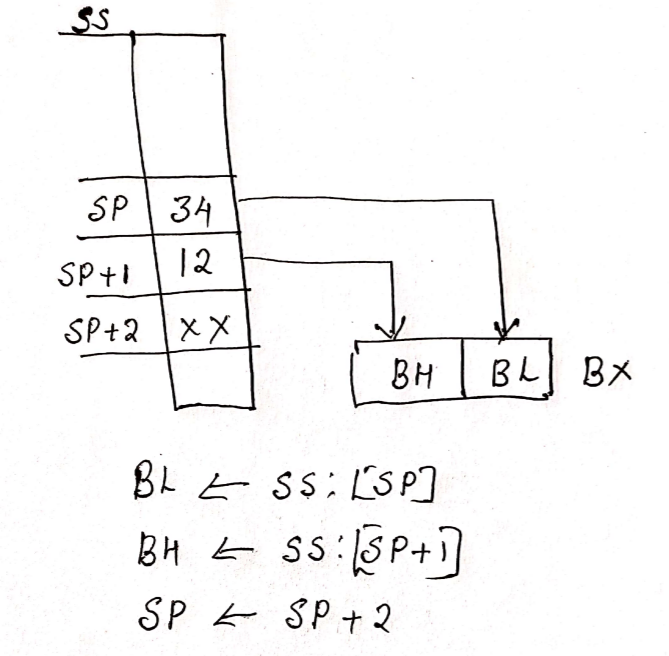 SS
SP 34
SP+1 12
SP+2 XX
BH BL BX
BL ← SS:[SP]
BH ← SS:[SP+1]
SP ← SP+2